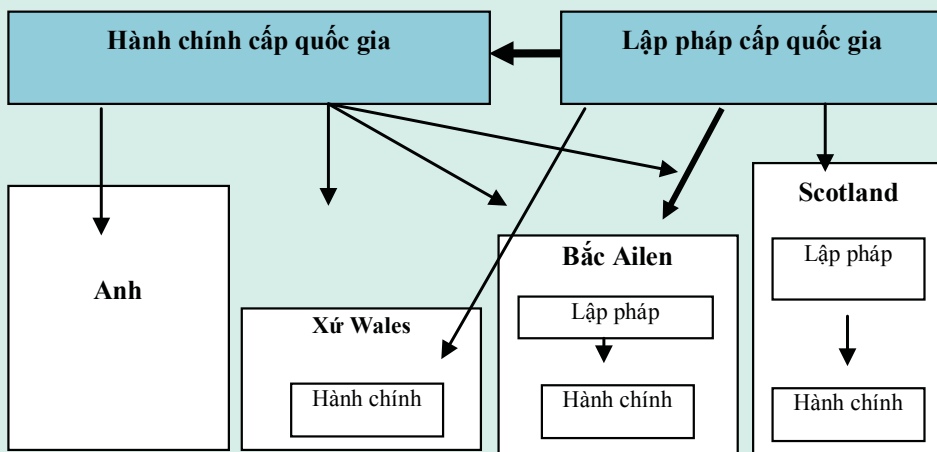 Hành chính cấp quốc gia
Lập pháp cấp quốc gia
Anh
Xứ Wales
Hành chính
Bắc Ailen
Lập pháp
Hành chính
Scotland
Lập pháp
Hành chính